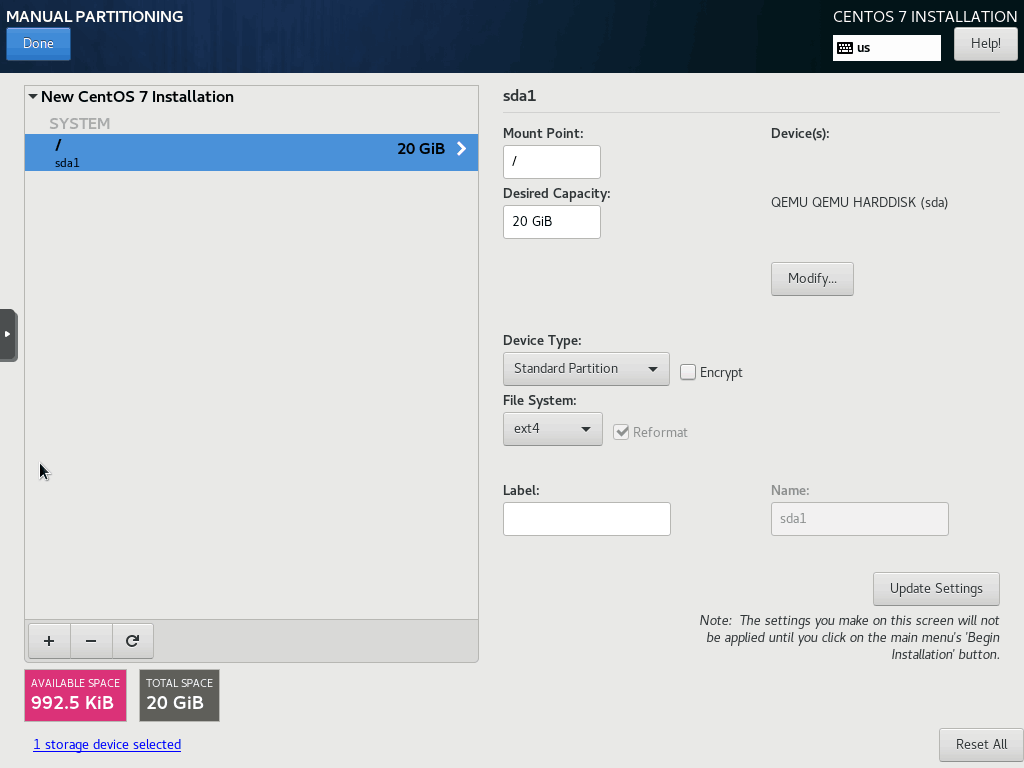 MANUAL PARTITIONING
CENTOS 7 INSTALLATION
Done
us
Help!
New CentOS 7 Installation
SYSTEM
/
20 GiB
sda1
sda1
Mount Point:
Device(s):
/
Desired Capacity:
20 GiB
QEMU QEMU HARDDISK (sda)
Modify...
Device Type:
Standard Partition
Encrypt
File System:
ext4
Reformat
Label:
Name:
sda1
Update Settings
Note:  The settings you make on this screen will not
be applied until you click on the main menu's 'Begin
Installation' button.
AVAILABLE SPACE
992.5 KiB
TOTAL SPACE
20 GiB
1 storage device selected
Reset All